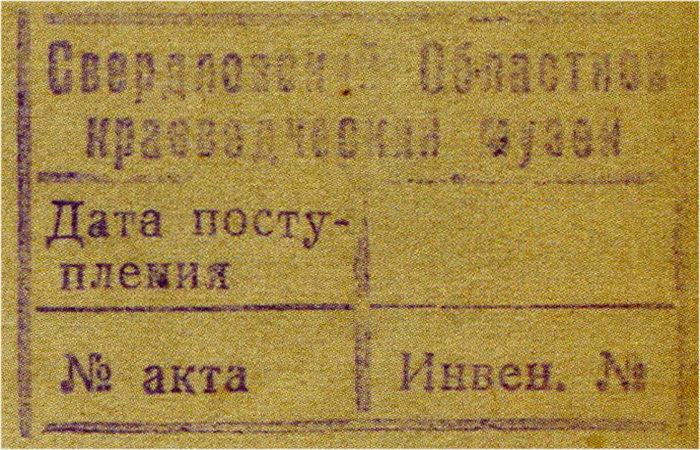 Свердловский Областной
краеведческий музей
Дата посту-
пления
№ акта
Инвен. №